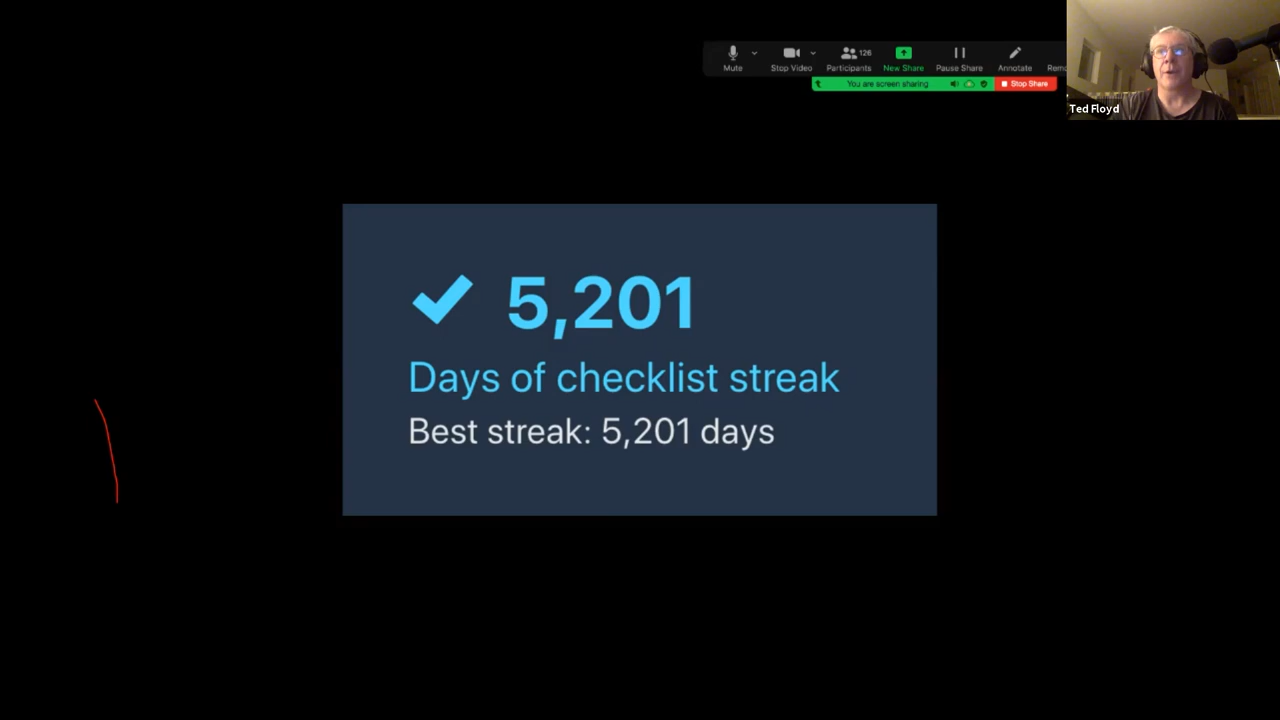 126
Mute
Stop Video
Participants
New Share
Pause Share
Annotate
You are screen sharing
Stop Share
Ted Floyd
5,201
Days of checklist streak
Best streak: 5,201 days